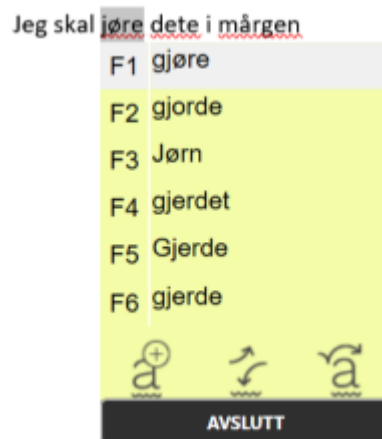 Jeg skal jøre dete i mårgen
F1 gjøre
F2 gjorde
F3 Jørn
F4 gjerdet
F5 Gjerde
F6 gjerde
a a
AVSLUTT